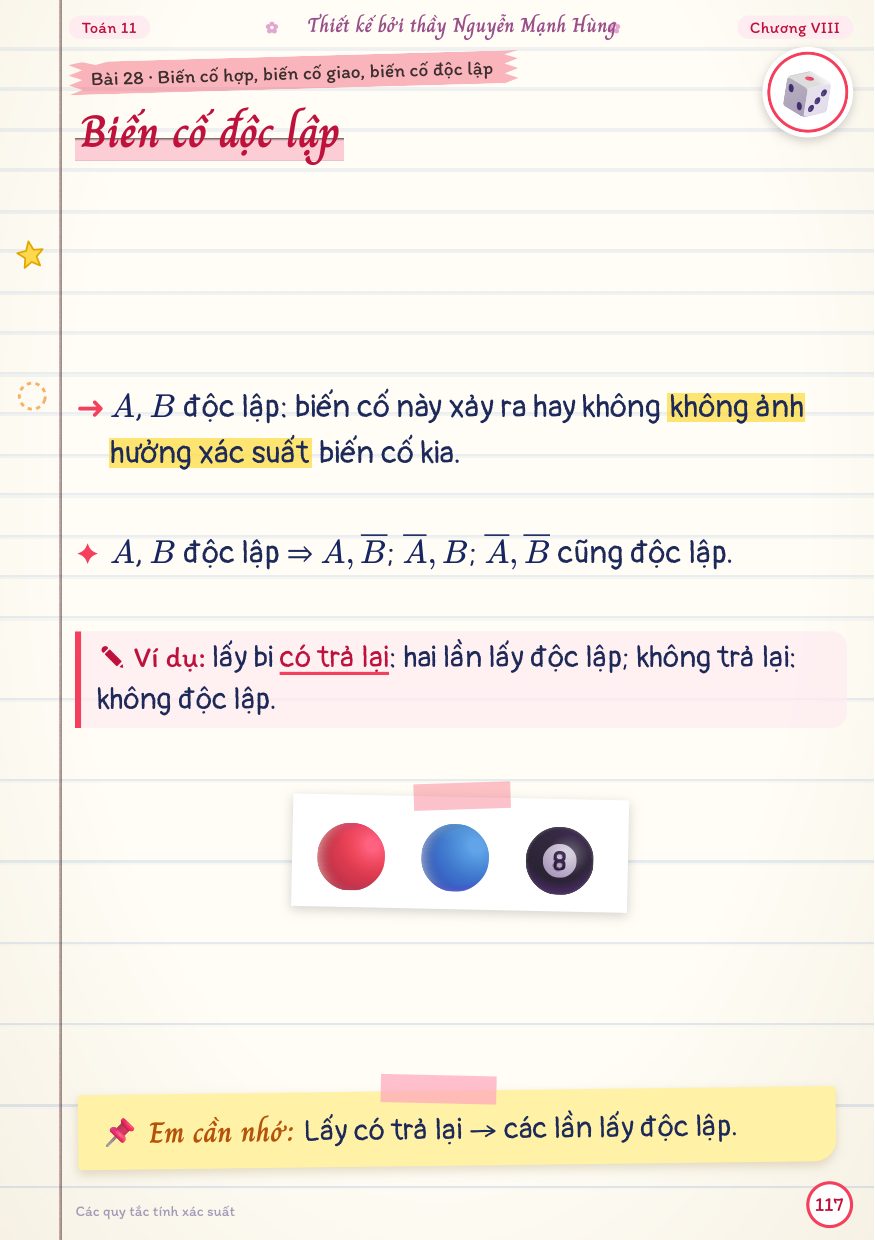 Toán 11
Thiết kế bởi thầy Nguyễn Mạnh Hùng
Chương VIII
Bài 28 · Biến cố hợp, biến cố giao, biến cố độc lập
Biến cố độc lập
→ A, B độc lập: biến cố này xảy ra hay không không ảnh
hưởng xác suất biến cố kia.
✦ A, B độc lập ⇒ A, B̅; A̅, B; A̅, B̅ cũng độc lập.
Ví dụ: lấy bi có trả lại: hai lần lấy độc lập; không trả lại:
không độc lập.
8
Em cần nhớ: Lấy có trả lại → các lần lấy độc lập.
Các quy tắc tính xác suất
117